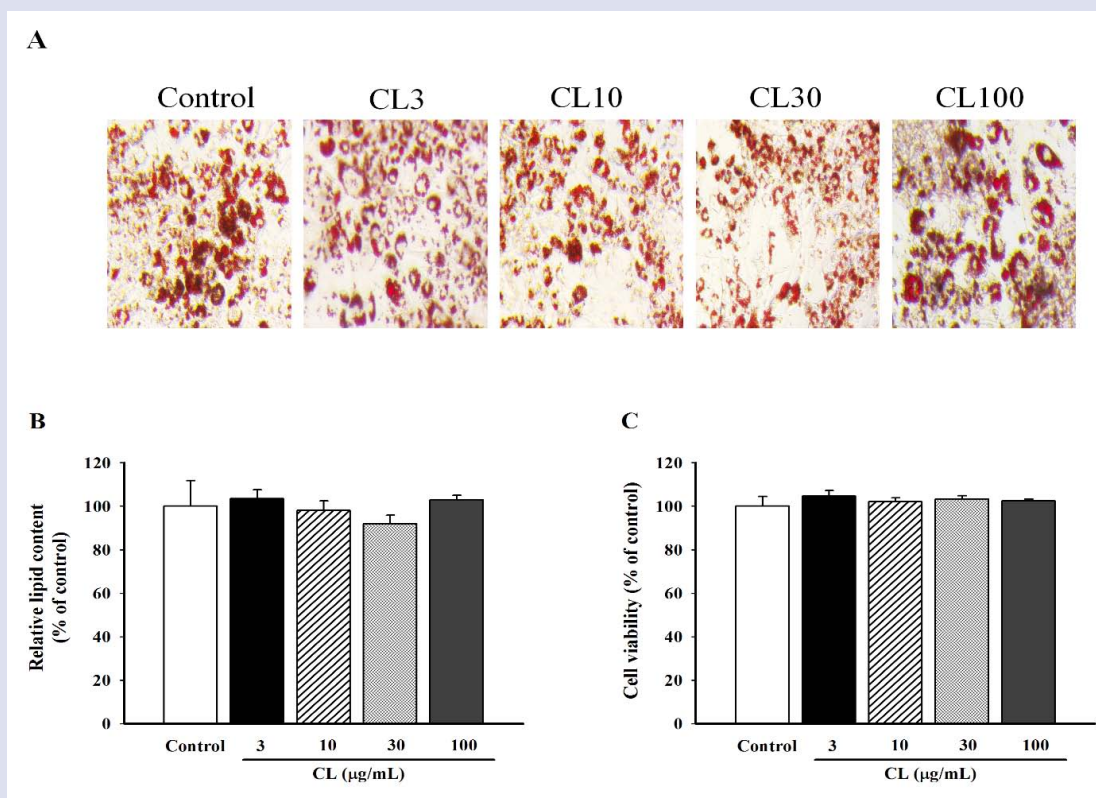 A
Control CL3 CL10 CL30 CL100
B
Relative lipid content
(% of control)
120
100
80
60
40
20
0
Control 3 10 30 100
CL (μg/mL)
C
Cell viability (% of control)
120
100
80
60
40
20
0
Control 3 10 30 100
CL (μg/mL)